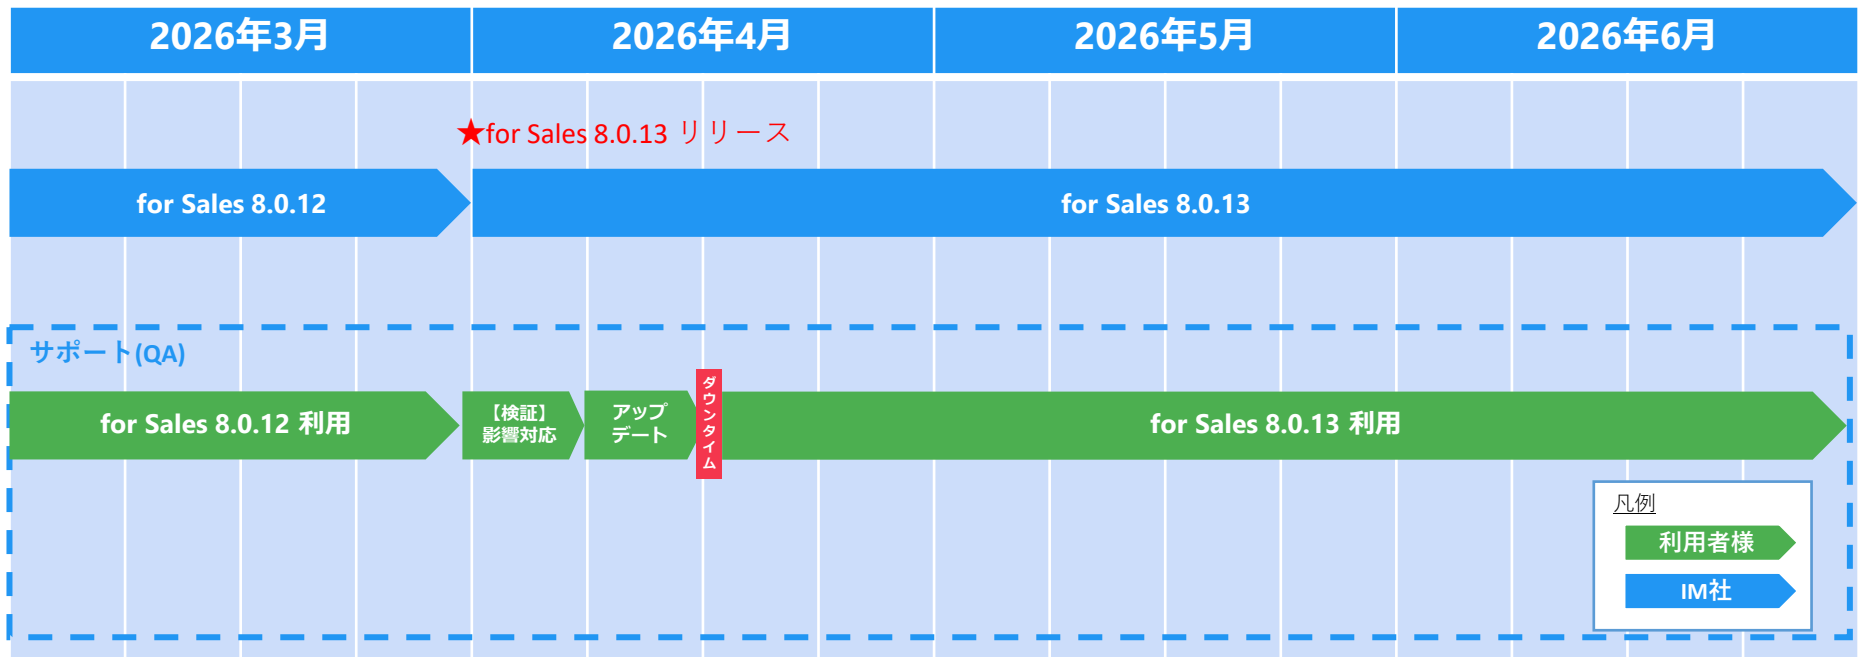 2026年3月
2026年4月
2026年5月
2026年6月
★for Sales 8.0.13 リリース
for Sales 8.0.12
for Sales 8.0.13
サポート(QA)
for Sales 8.0.12 利用
【検証】
影響対応
アップ
デート
ダウンタイム
for Sales 8.0.13 利用
凡例
利用者様
IM社